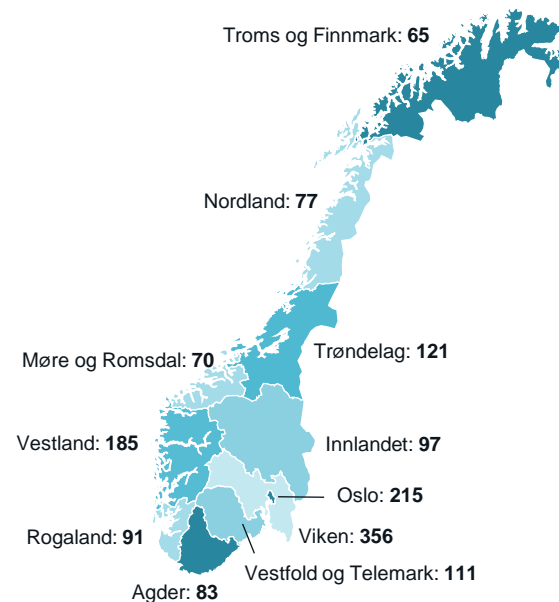 Troms og Finnmark: 65
Nordland: 77
Trøndelag: 121
Møre og Romsdal: 70
Vestland: 185
Innlandet: 97
Oslo: 215
Rogaland: 91
Viken: 356
Vestfold og Telemark: 111
Agder: 83